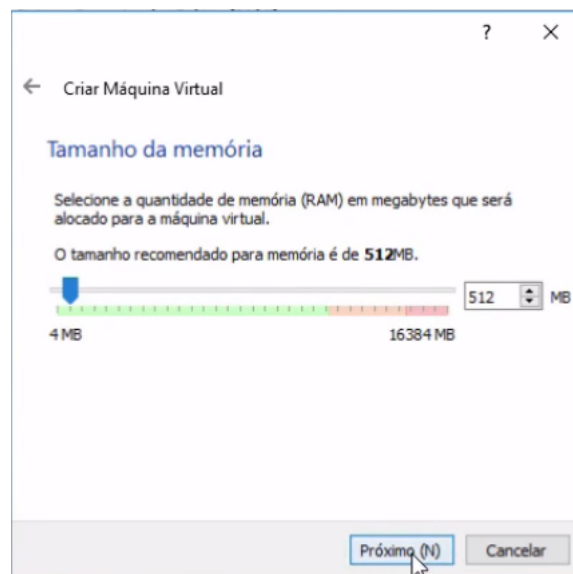 ?
Criar Máquina Virtual
Tamanho da memória
Selecione a quantidade de memória (RAM) em megabytes que será
alocado para a máquina virtual.
O tamanho recomendado para memória é de 512MB.
512 MB
4 MB 16384 MB
Próximo (N) Cancelar